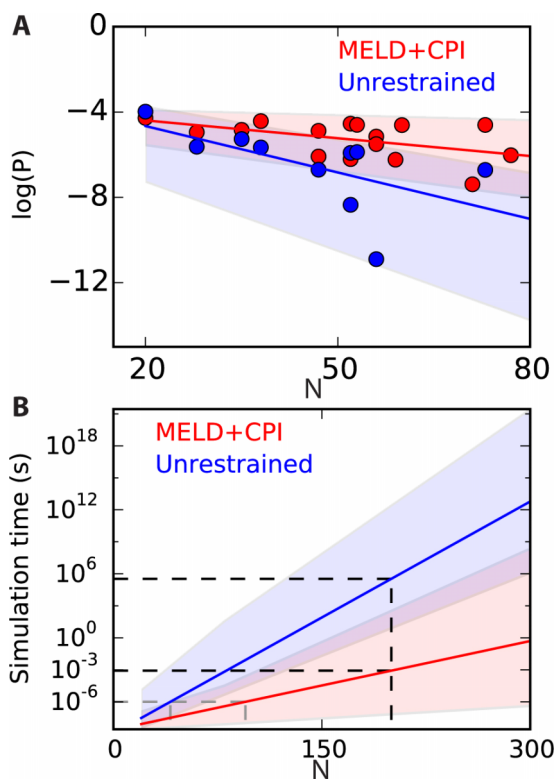 A
0
MELD+CPI
Unrestrained
−4
log(P)
−8
−12
20
50
80
N
B
MELD+CPI
Unrestrained
10^18
10^12
Simulation time (s)
10^6
10^0
10^−3
10^−6
0
150
300
N